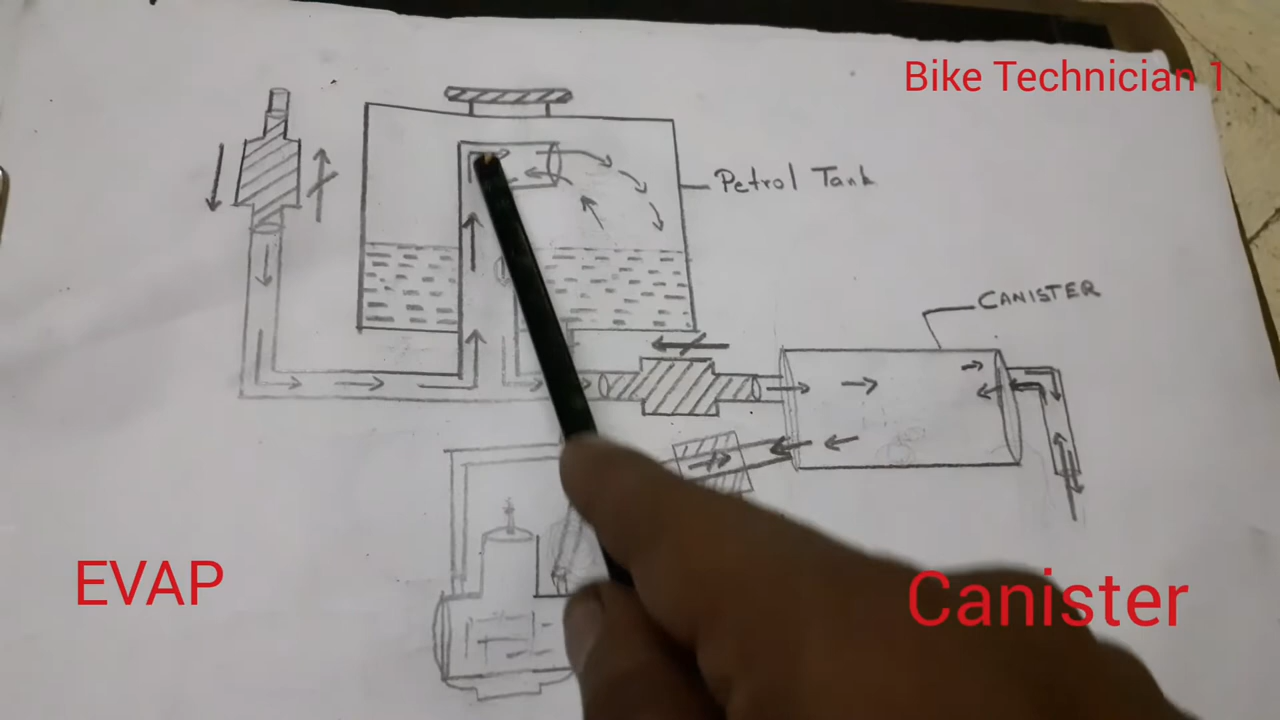 Bike Technician 1
Petrol Tank
CANISTER
EVAP
Canister